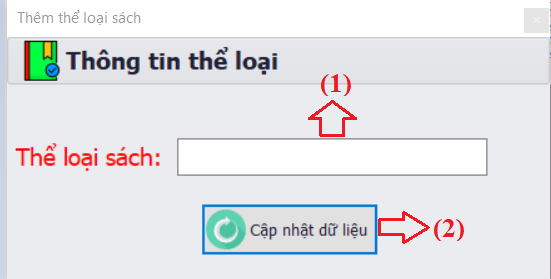 Thêm thể loại sách
Thông tin thể loại
(1)
Thể loại sách:
Cập nhật dữ liệu
(2)